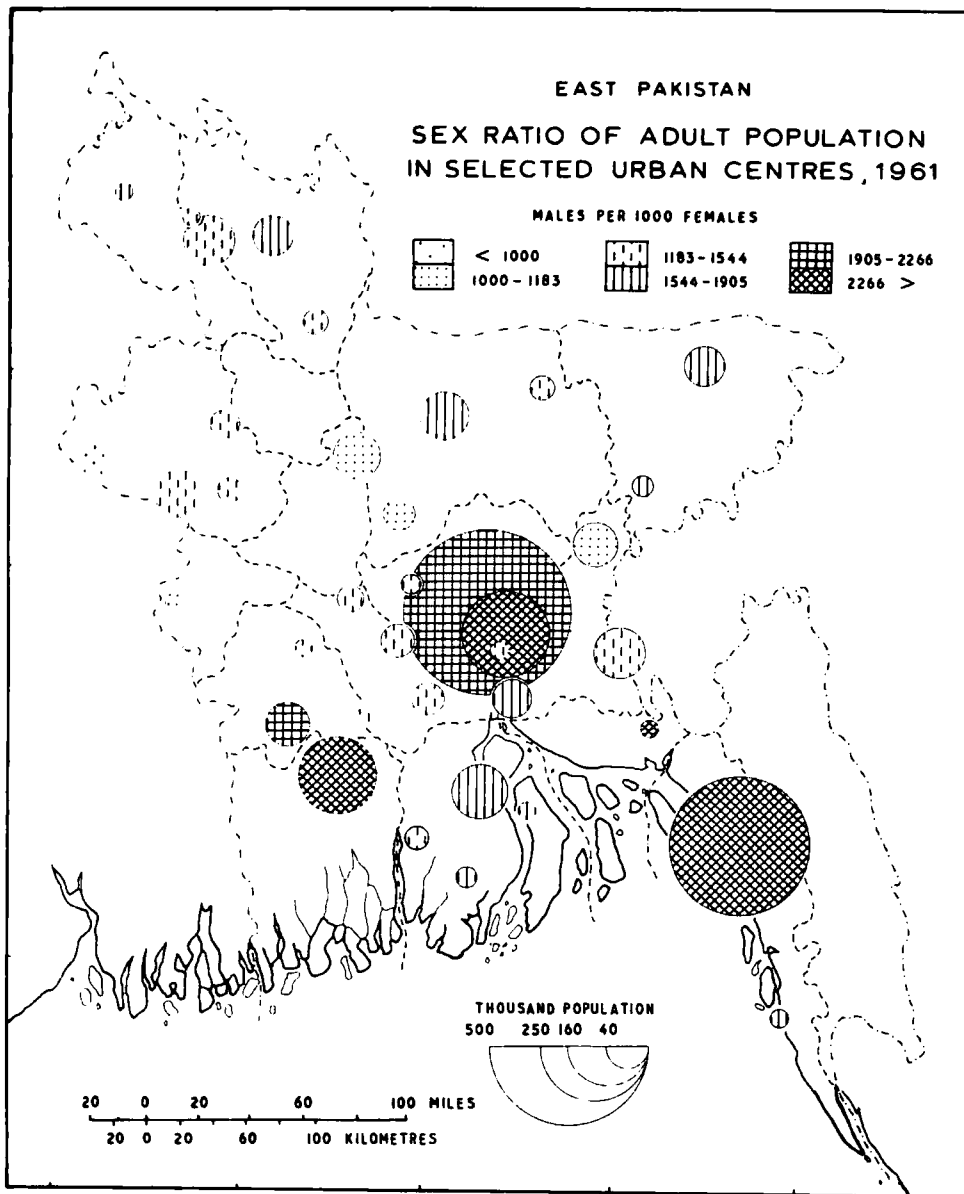 EAST PAKISTAN
SEX RATIO OF ADULT POPULATION
IN SELECTED URBAN CENTRES, 1961
MALES PER 1000 FEMALES
< 1000
1000-1183
1183-1544
1544-1905
1905-2266
2266 >
THOUSAND POPULATION
500 250 160 40
20 0 20 60 100 MILES
20 0 20 60 100 KILOMETRES